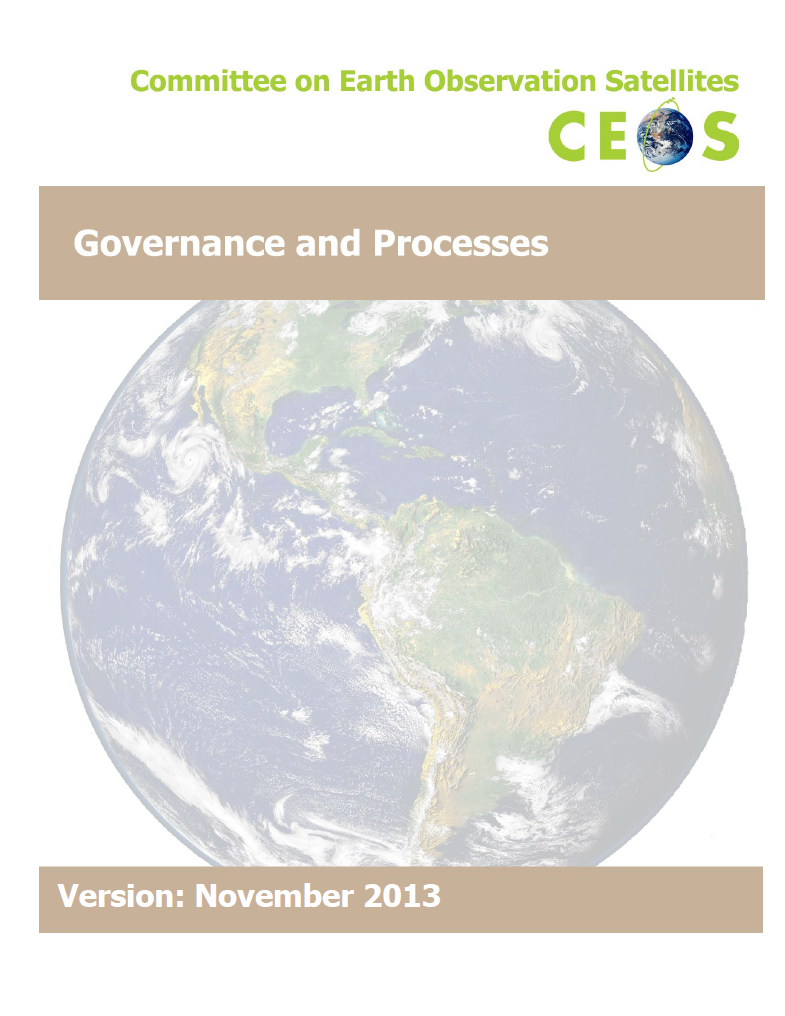 Committee on Earth Observation Satellites
CEOS
Governance and Processes
Version: November 2013